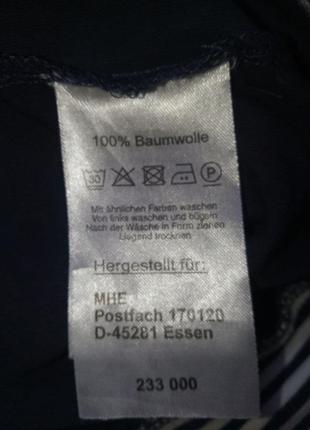 100% Baumwolle
30 P
Mit ähnlichen Farben waschen
Von links waschen und bügeln
Nach der Wäsche in Form ziehen
Liegend trocknen
Hergestellt für:
MHE
Postfach 170120
D-45281 Essen
233 000